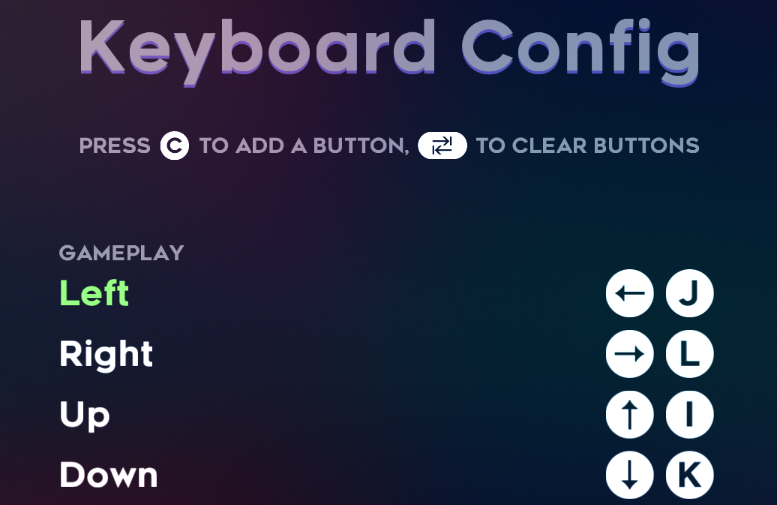 Keyboard Config
PRESS C TO ADD A BUTTON, ⇄ TO CLEAR BUTTONS
GAMEPLAY
Left ← J
Right → L
Up ↑ I
Down ↓ K